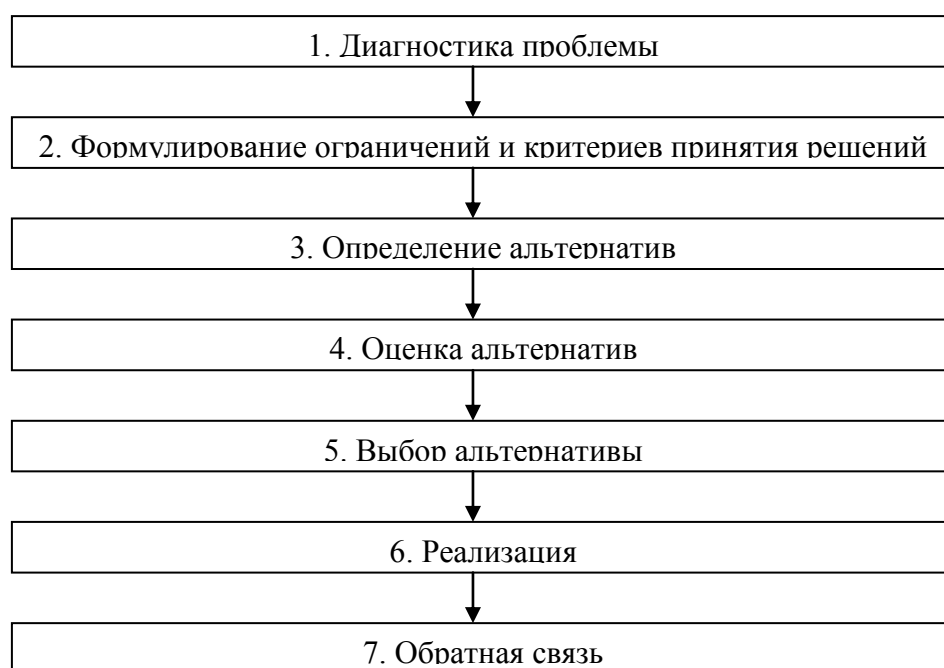 1. Диагностика проблемы
2. Формулирование ограничений и критериев принятия решений
3. Определение альтернатив
4. Оценка альтернатив
5. Выбор альтернативы
6. Реализация
7. Обратная связь